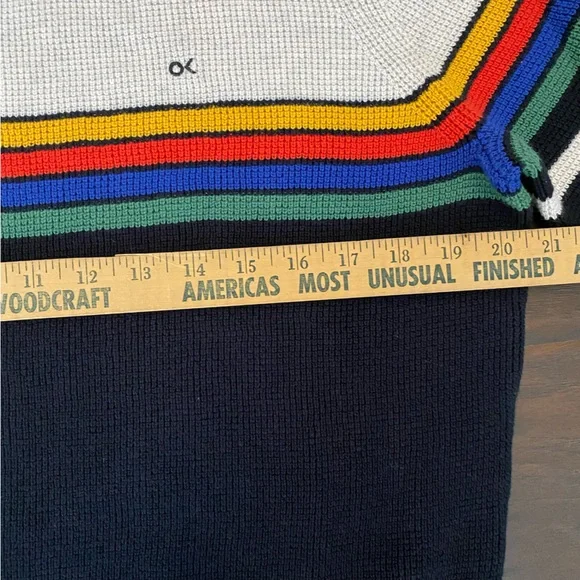 OK
11 12 13 14 15 16 17 18 19 20 21
WOODCRAFT AMERICAS MOST UNUSUAL FINISHED